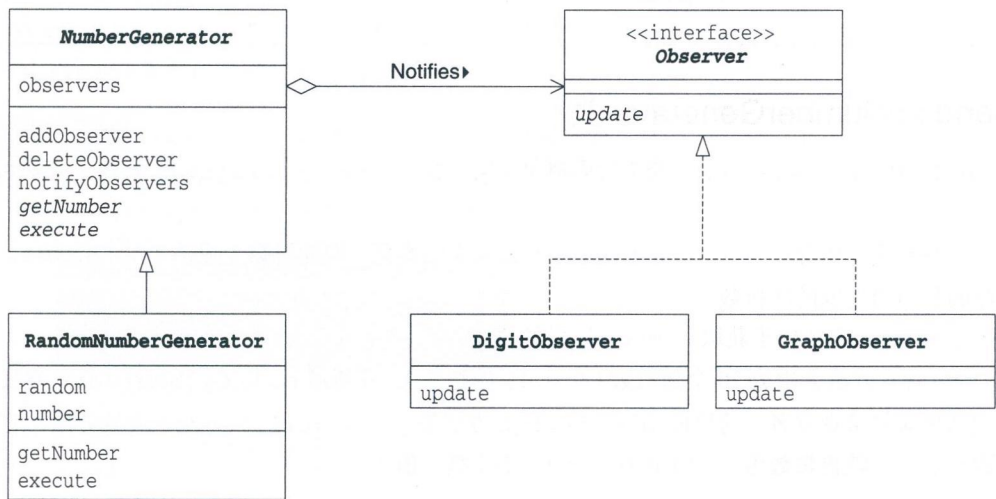 NumberGenerator
observers
addObserver
deleteObserver
notifyObservers
getNumber
execute
Notifies▶
<<interface>>
Observer
update
RandomNumberGenerator
random
number
getNumber
execute
DigitObserver
update
GraphObserver
update